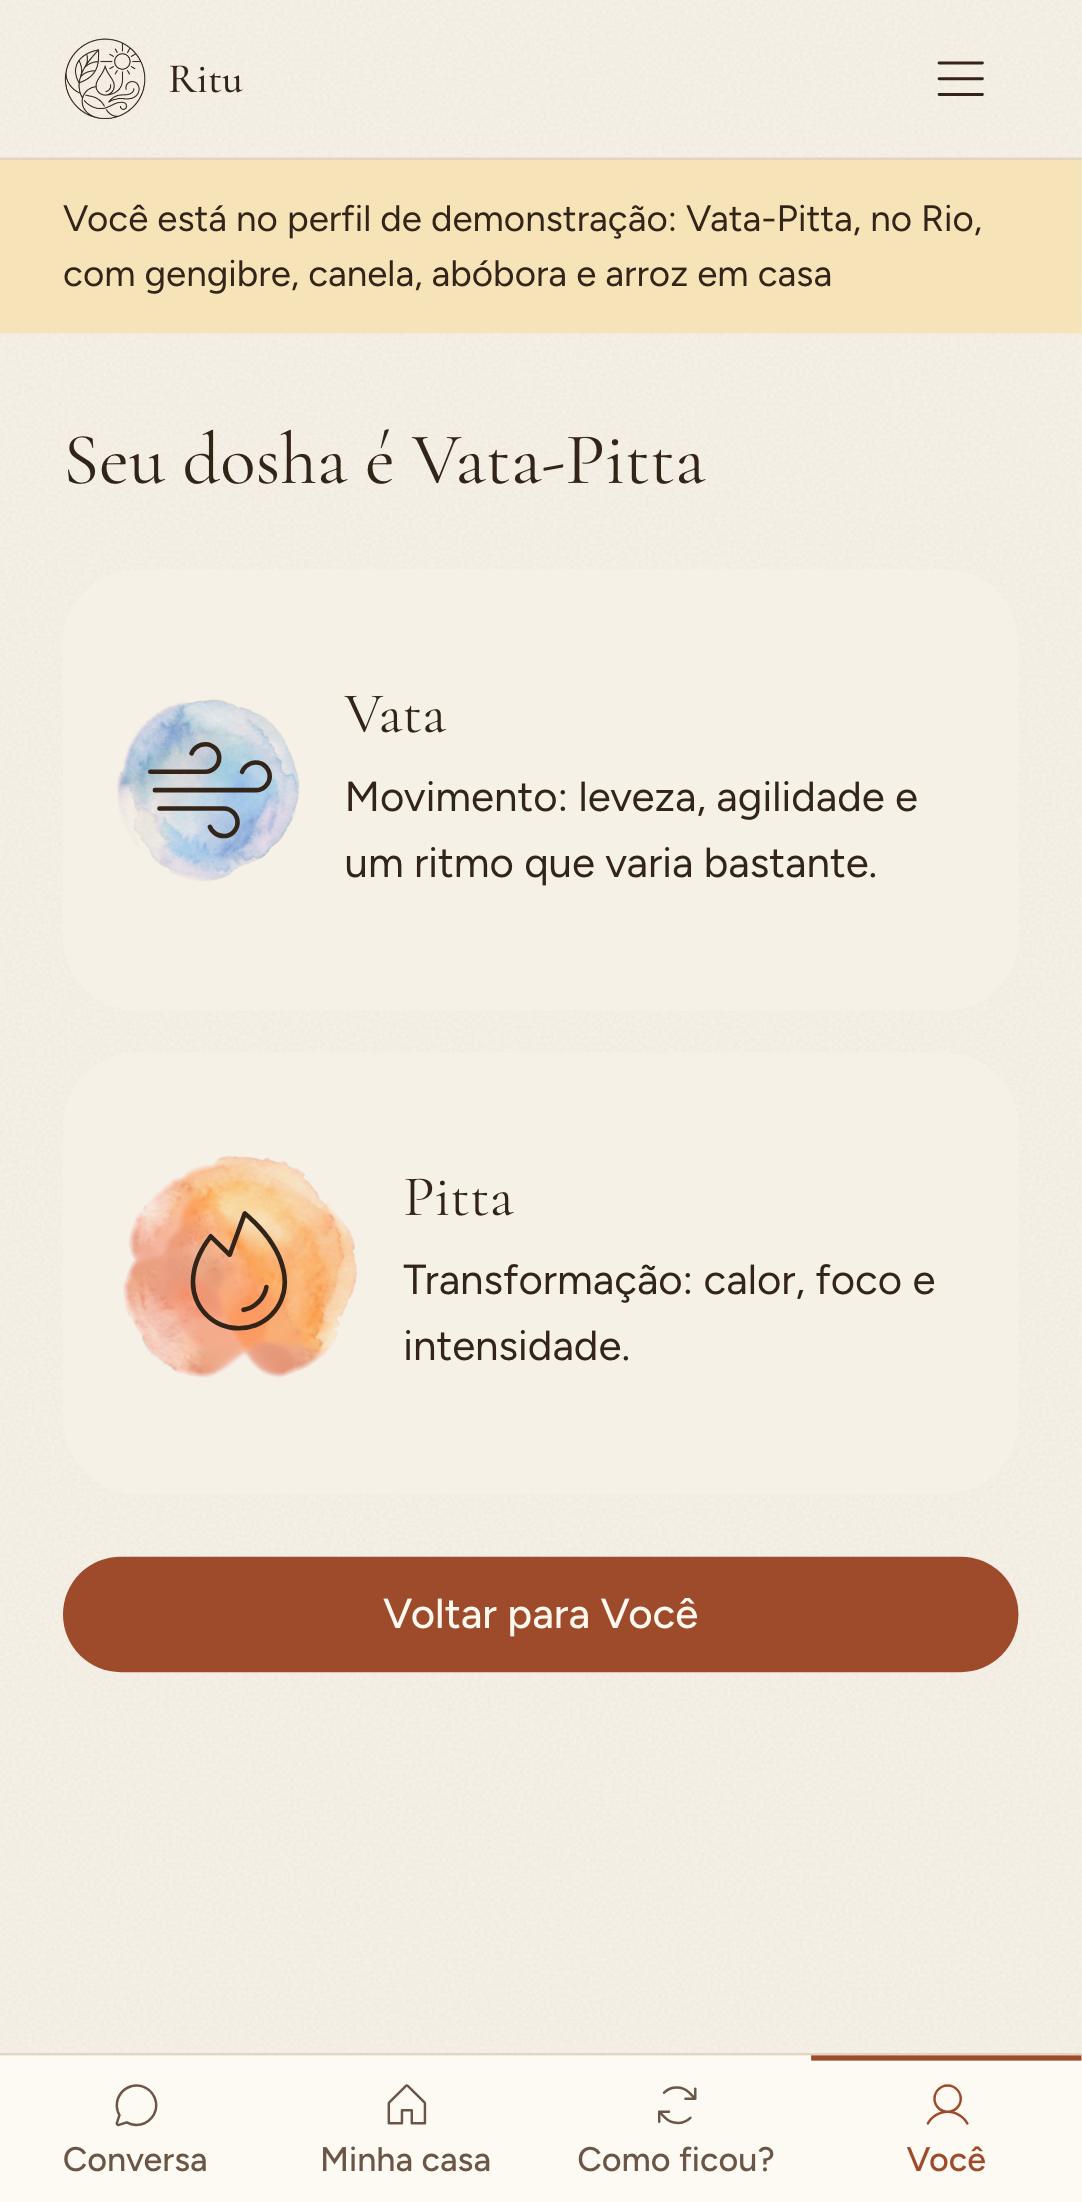 Ritu
Você está no perfil de demonstração: Vata-Pitta, no Rio,
com gengibre, canela, abóbora e arroz em casa
Seu dosha é Vata-Pitta
Vata
Movimento: leveza, agilidade e
um ritmo que varia bastante.
Pitta
Transformação: calor, foco e
intensidade.
Voltar para Você
Conversa
Minha casa
Como ficou?
Você